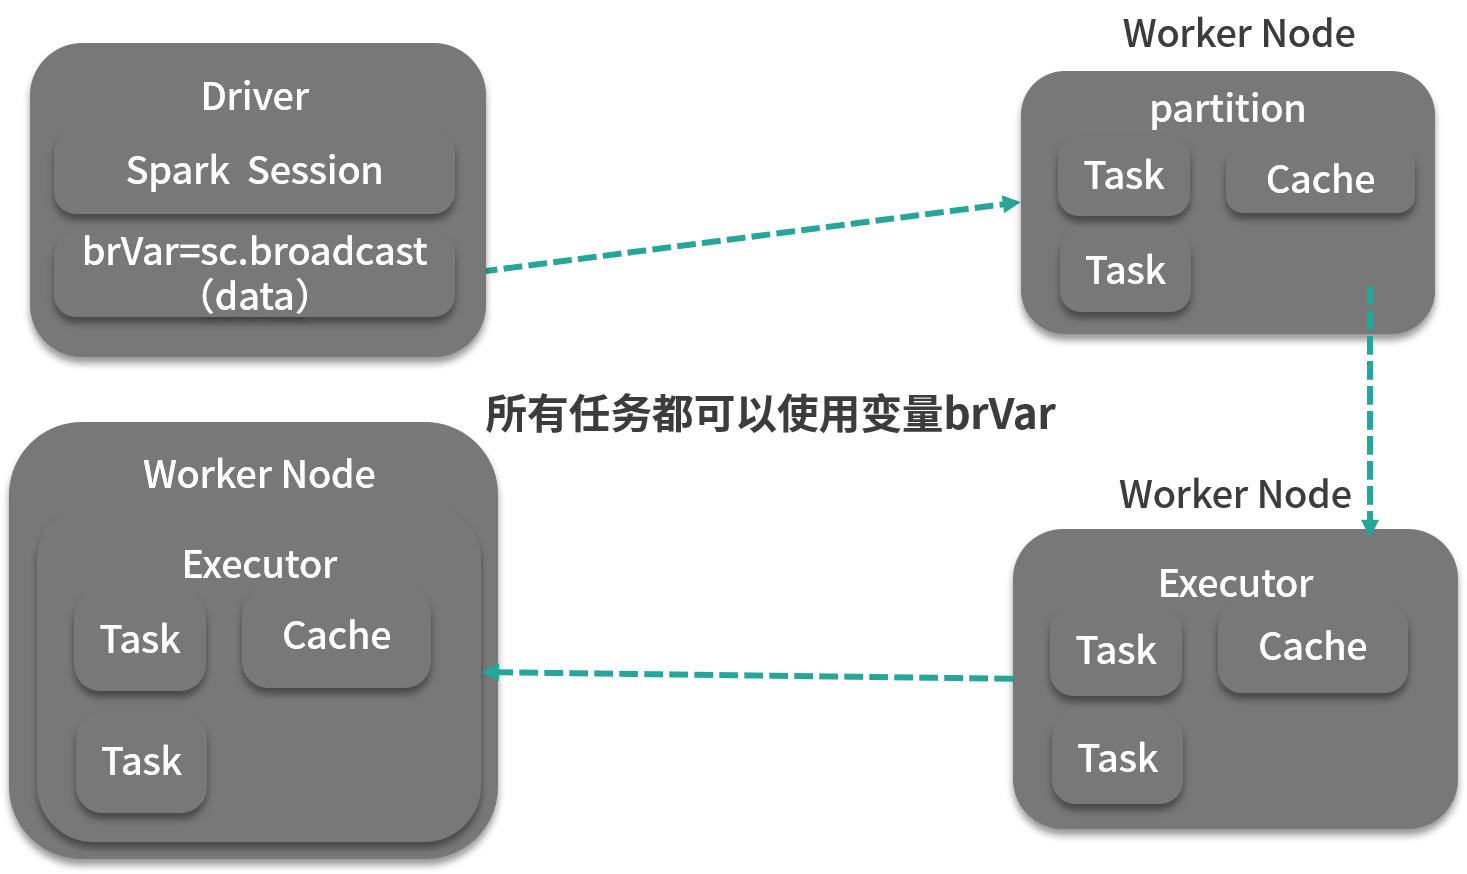 Driver
Spark Session
brVar=sc.broadcast
（data）
Worker Node
partition
Task
Cache
Task
所有任务都可以使用变量brVar
Worker Node
Executor
Task
Cache
Task
Worker Node
Executor
Task
Cache
Task